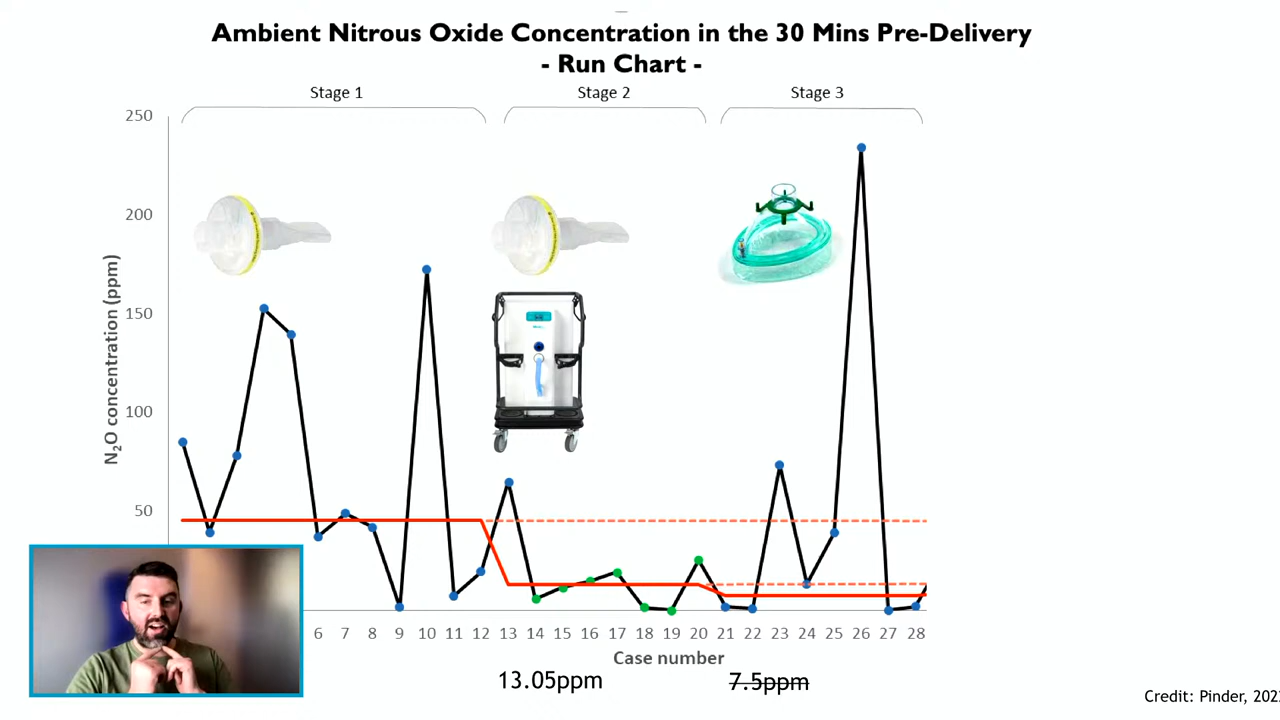 Ambient Nitrous Oxide Concentration in the 30 Mins Pre-Delivery
- Run Chart -
Stage 1
Stage 2
Stage 3
250
200
150
100
50
N₂O concentration (ppm)
6 7 8 9 10 11 12 13 14 15 16 17 18 19 20 21 22 23 24 25 26 27 28
Case number
13.05ppm
7.5ppm
Credit: Pinder, 202